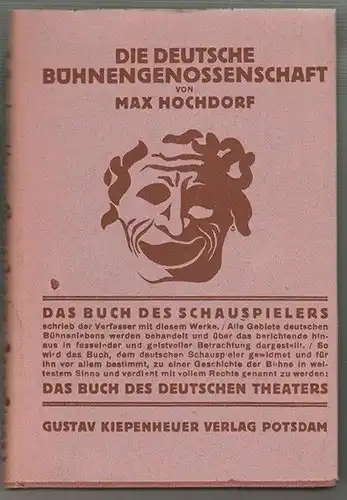 DIE DEUTSCHE
BÜHNENGENOSSENSCHAFT
VON
MAX HOCHDORF
DAS BUCH DES SCHAUSPIELERS
schrieb der Verfasser mit diesem Werke. / Alle Gebiete deutschen
Bühnenlebens werden behandelt und über das berichtende hin-
aus in fesselnder und geistvoller Betrachtung dargestellt. / So
wird das Buch, dem deutschen Schauspieler gewidmet und für
ihn vor allem bestimmt, zu einer Geschichte der Bühne in wei-
testem Sinne und verdient mit vollem Rechte genannt zu werden:
DAS BUCH DES DEUTSCHEN THEATERS
GUSTAV KIEPENHEUER VERLAG POTSDAM